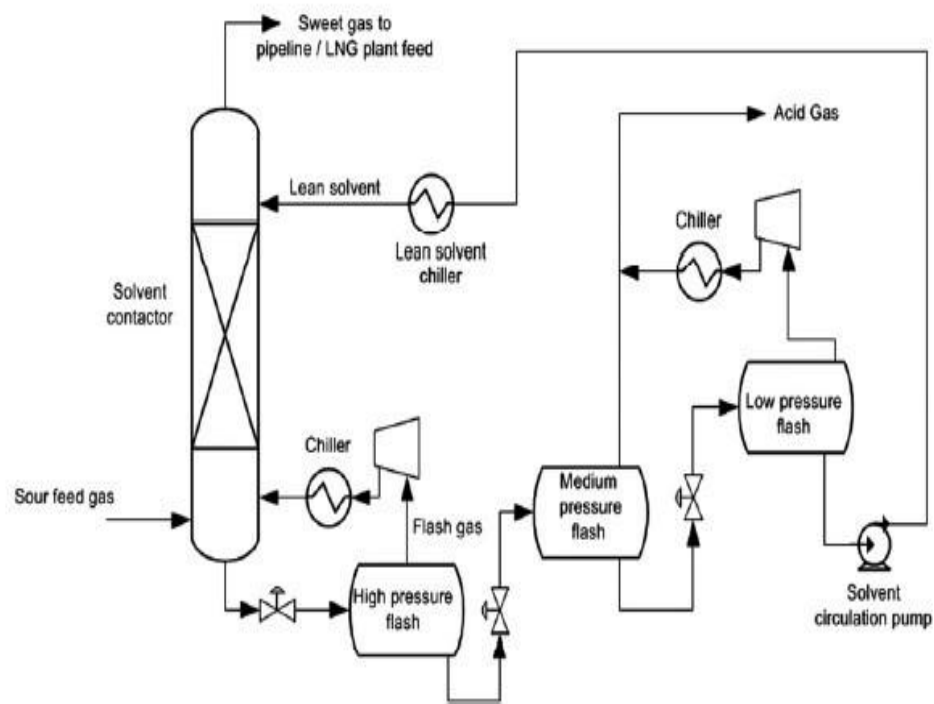 Sweet gas to
pipeline / LNG plant feed
Acid Gas
Lean solvent
Lean solvent
chiller
Chiller
Solvent
contactor
Low pressure
flash
Chiller
Medium
pressure
flash
Sour feed gas
Flash gas
High pressure
flash
Solvent
circulation pump